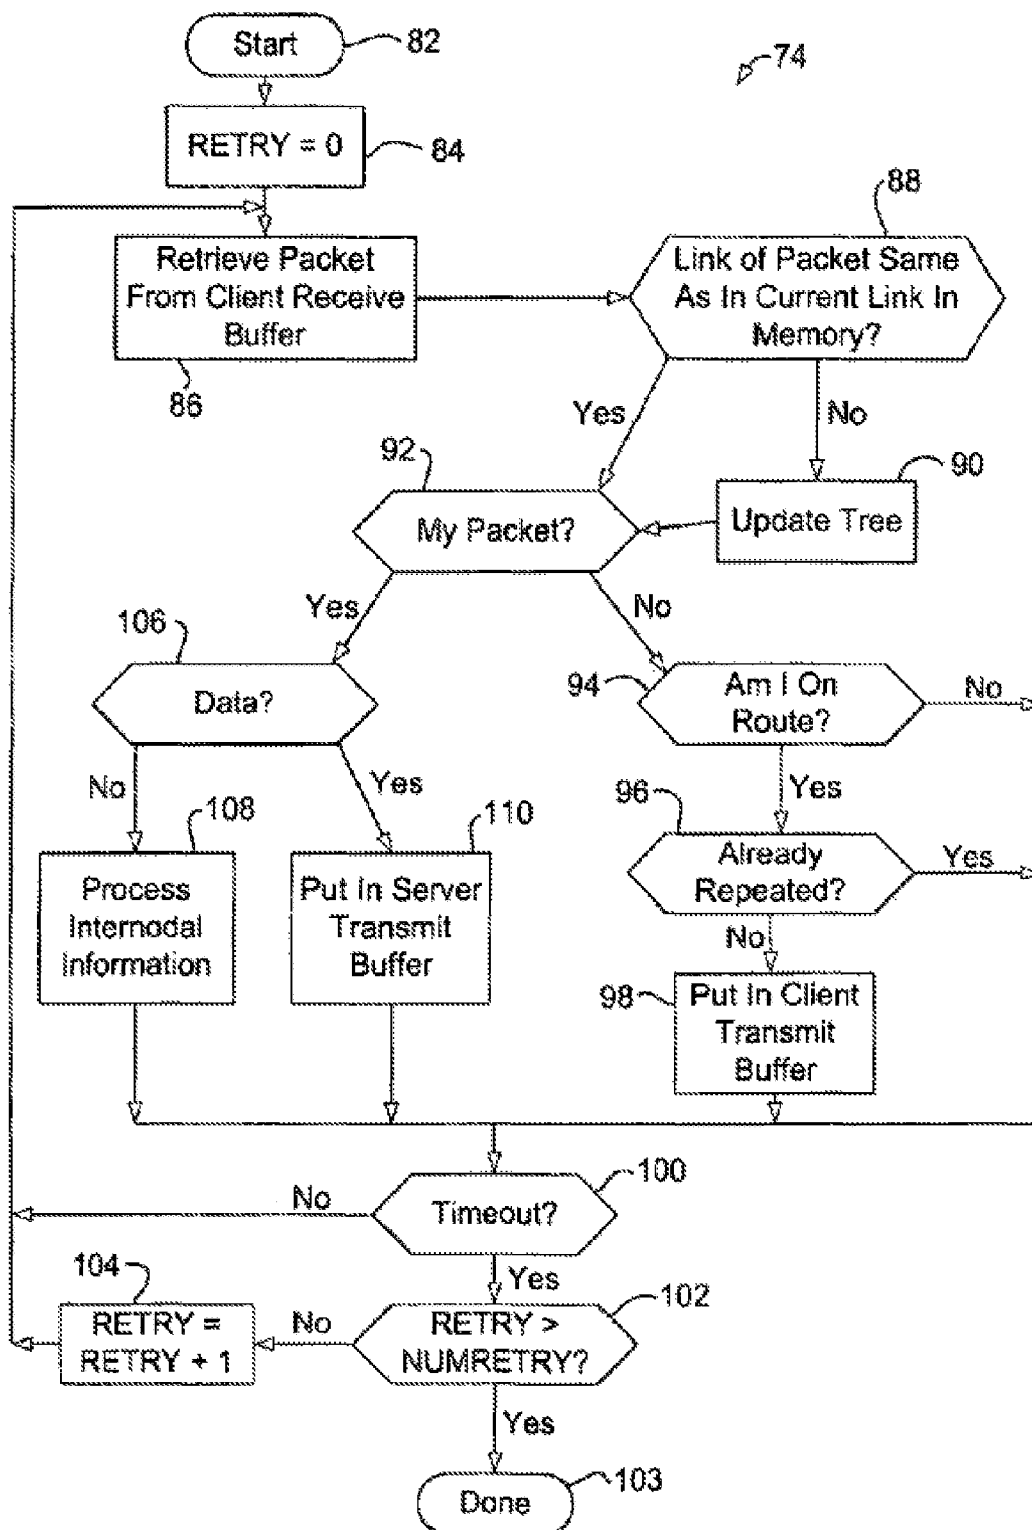 Start
82
74
RETRY = 0
84
88
Retrieve Packet
From Client Receive
Buffer
86
Link of Packet Same
As In Current Link In
Memory?
Yes
No
92
90
My Packet?
Update Tree
Yes
No
106
94
Data?
Am I On
Route?
No
No
Yes
Yes
108
110
96
Already
Repeated?
Yes
Process
Internodal
Information
Put In Server
Transmit
Buffer
No
98
Put In Client
Transmit
Buffer
100
No
Timeout?
Yes
104
102
RETRY =
RETRY + 1
No
RETRY >
NUMRETRY?
Yes
103
Done